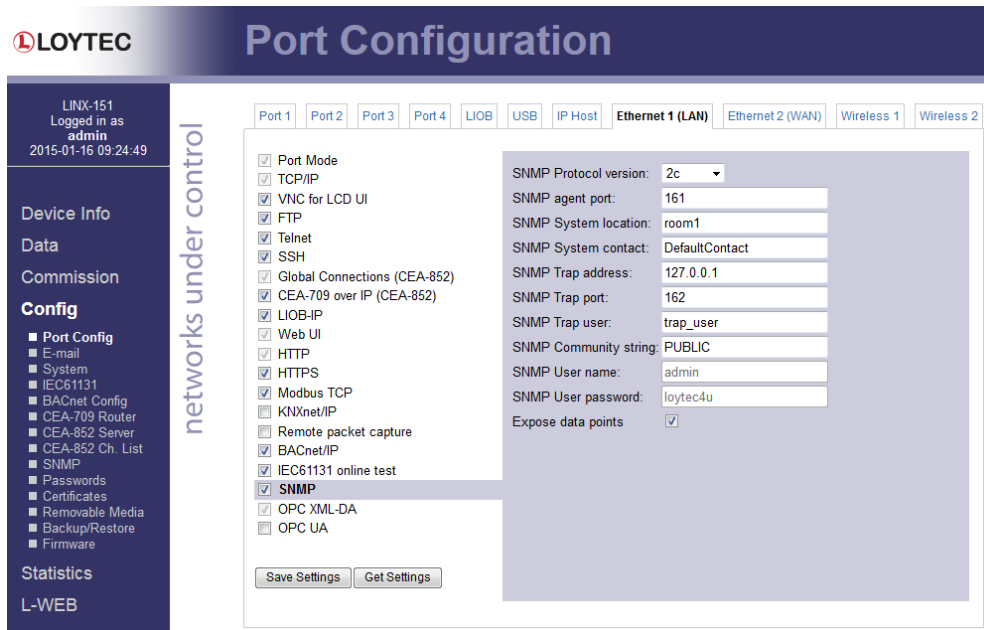 LOYTEC
Port Configuration
LINX-151
Logged in as
admin
2015-01-16 09:24:49
Device Info
Data
Commission
Config
Port Config
E-mail
System
IEC61131
BACnet Config
CEA-709 Router
CEA-852 Server
CEA-852 Ch. List
SNMP
Passwords
Certificates
Removable Media
Backup/Restore
Firmware
Statistics
L-WEB
networks under control
Port 1 Port 2 Port 3 Port 4 LIOB USB IP Host Ethernet 1 (LAN) Ethernet 2 (WAN) Wireless 1 Wireless 2
Port Mode
TCP/IP
VNC for LCD UI
FTP
Telnet
SSH
Global Connections (CEA-852)
CEA-709 over IP (CEA-852)
LIOB-IP
Web UI
HTTP
HTTPS
Modbus TCP
KNXnet/IP
Remote packet capture
BACnet/IP
IEC61131 online test
SNMP
OPC XML-DA
OPC UA
Save Settings Get Settings
SNMP Protocol version: 2c
SNMP agent port: 161
SNMP System location: room1
SNMP System contact: DefaultContact
SNMP Trap address: 127.0.0.1
SNMP Trap port: 162
SNMP Trap user: trap_user
SNMP Community string: PUBLIC
SNMP User name: admin
SNMP User password: loytec4u
Expose data points